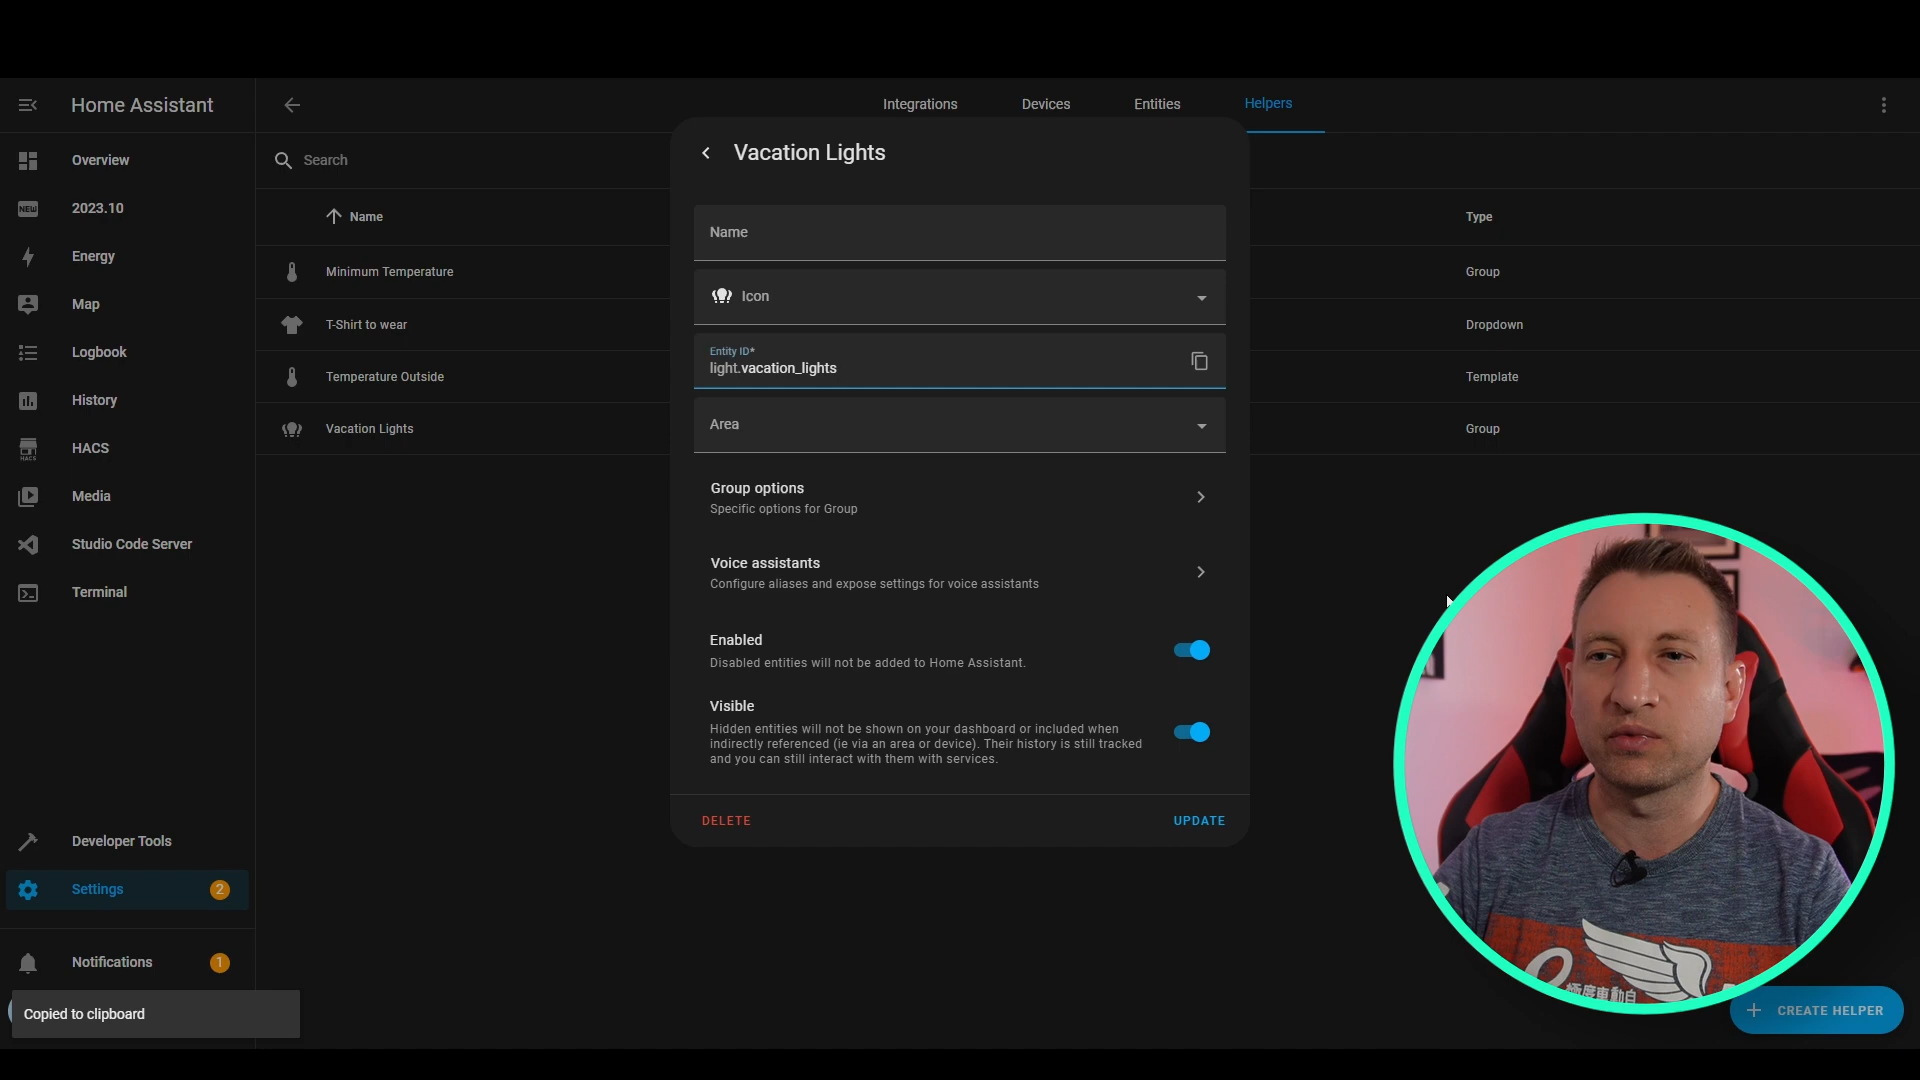 Home Assistant
Integrations
Devices
Entities
Helpers
Overview
2023.10
Energy
Map
Logbook
History
HACS
Media
Studio Code Server
Terminal
Developer Tools
Settings
2
Notifications
1
Copied to clipboard
NEW
HACS
Search
Name
Type
Minimum Temperature
Group
T-Shirt to wear
Dropdown
Temperature Outside
Template
Vacation Lights
Group
Vacation Lights
Name
Icon
Entity ID*
light.vacation_lights
Area
Group options
Specific options for Group
Voice assistants
Configure aliases and expose settings for voice assistants
Enabled
Disabled entities will not be added to Home Assistant.
Visible
Hidden entities will not be shown on your dashboard or included when
indirectly referenced (ie via an area or device). Their history is still tracked
and you can still interact with them with services.
DELETE
UPDATE
CREATE HELPER